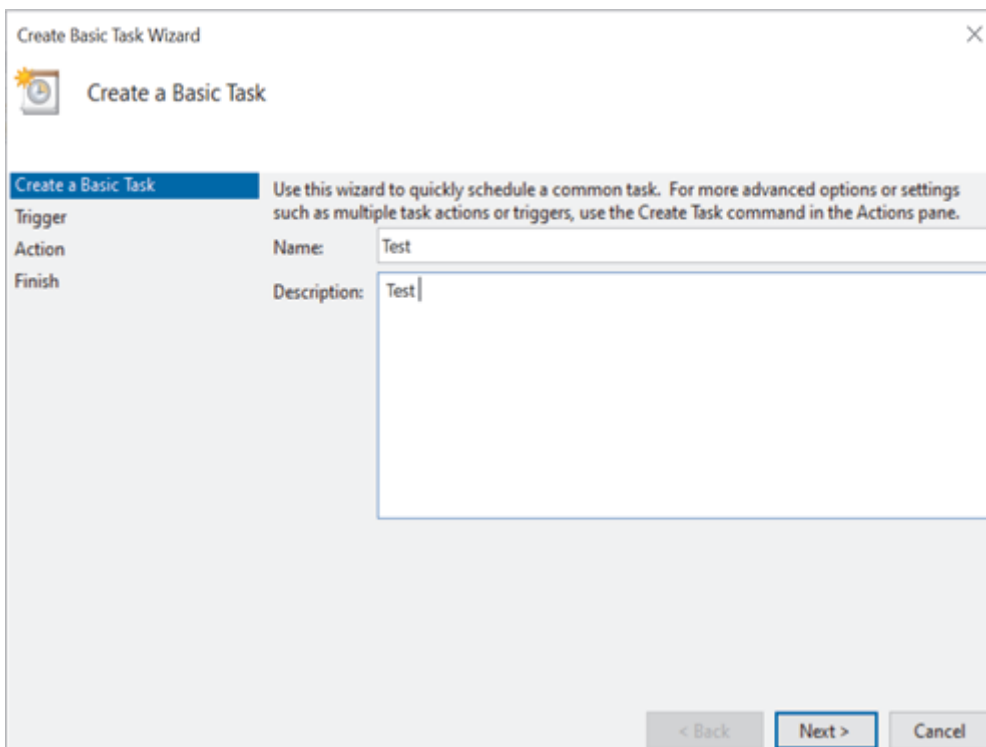 Create Basic Task Wizard
Create a Basic Task
Create a Basic Task
Trigger
Action
Finish
Use this wizard to quickly schedule a common task. For more advanced options or settings
such as multiple task actions or triggers, use the Create Task command in the Actions pane.
Name: Test
Description: Test
< Back Next > Cancel